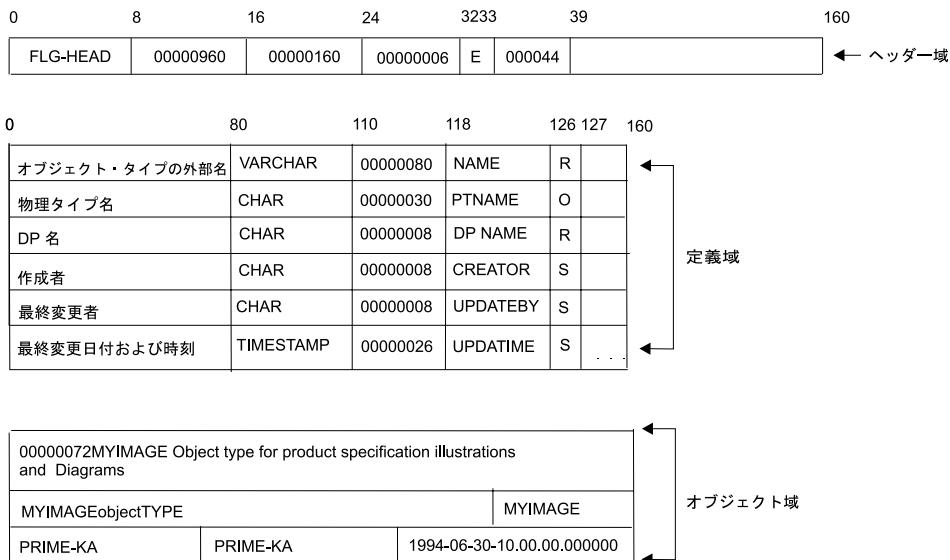 0 8 16 24 3233 39 160
FLG-HEAD 00000960 00000160 00000006 E 000044
ヘッダー域
0 80 110 118 126 127 160
オブジェクト・タイプの外部名 VARCHAR 00000080 NAME R
物理タイプ名 CHAR 00000030 PTNAME O
DP 名 CHAR 00000008 DP NAME R
定義域
作成者 CHAR 00000008 CREATOR S
最終変更者 CHAR 00000008 UPDATEBY S
最終変更日付および時刻 TIMESTAMP 00000026 UPDATIME S . . .
00000072MYIMAGE Object type for product specification illustrations
and Diagrams
オブジェクト域
MYIMAGEobjectTYPE MYIMAGE
PRIME-KA PRIME-KA 1994-06-30-10.00.00.000000